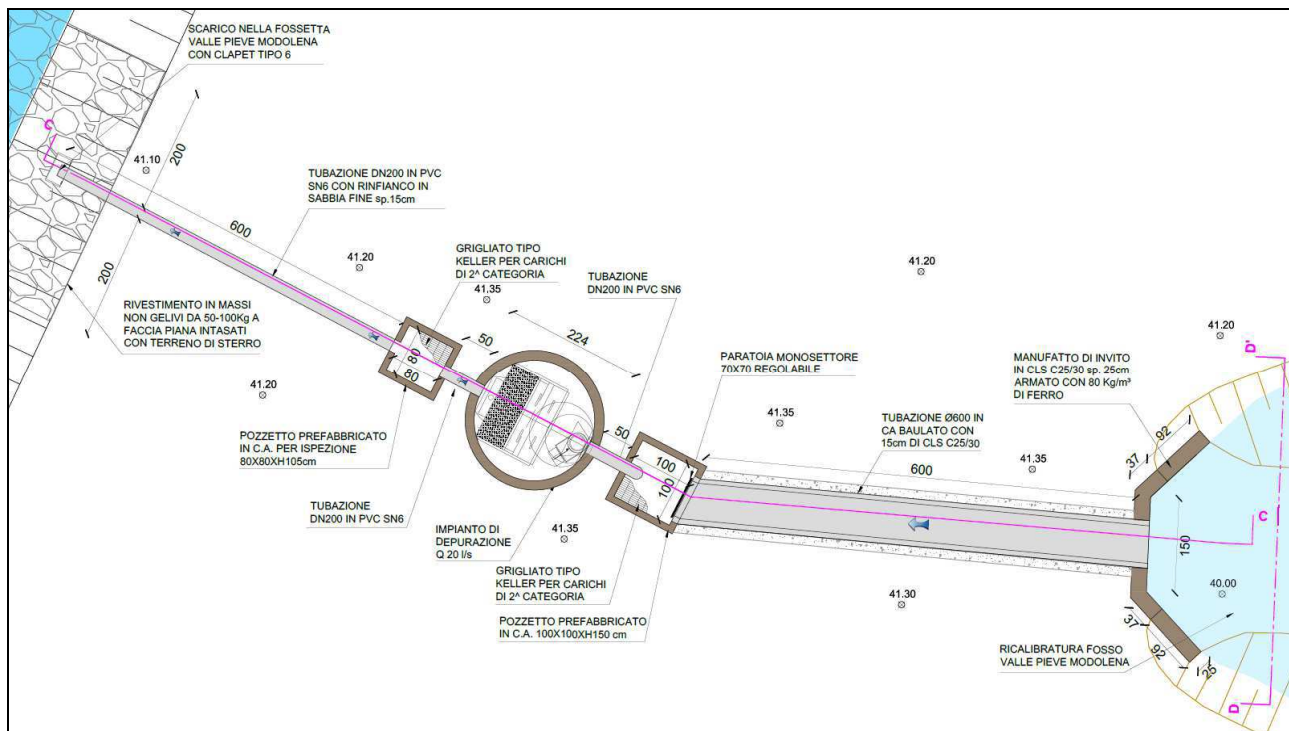 SCARICO NELLA FOSSETTA
VALLE PIEVE MODOLENA
CON CLAPET TIPO 6
C
41.10
200
TUBAZIONE DN200 IN PVC
SN6 CON RINFIANCO IN
SABBIA FINE sp.15cm
600
200
41.20
GRIGLIATO TIPO
KELLER PER CARICHI
DI 2^ CATEGORIA
41.35
TUBAZIONE
DN200 IN PVC SN6
41.20
41.20
RIVESTIMENTO IN MASSI
NON GELIVI DA 50-100Kg A
FACCIA PIANA INTASATI
CON TERRENO DI STERRO
50
224
80
80
PARATOIA MONOSETTORE
70X70 REGOLABILE
MANUFATTO DI INVITO
IN CLS C25/30 sp. 25cm
ARMATO CON 80 Kg/m³
DI FERRO
D'
41.20
41.35
TUBAZIONE Ø600 IN
CA BAULATO CON
15cm DI CLS C25/30
92
37
POZZETTO PREFABBRICATO
IN C.A. PER ISPEZIONE
80X80XH105cm
50
100
100
600
41.35
TUBAZIONE
DN200 IN PVC SN6
IMPIANTO DI
DEPURAZIONE
Q 20 l/s
41.35
C
150
40.00
GRIGLIATO TIPO
KELLER PER CARICHI
DI 2^ CATEGORIA
41.30
POZZETTO PREFABBRICATO
IN C.A. 100X100XH150 cm
37
92
25
RICALIBRATURA FOSSO
VALLE PIEVE MODOLENA
D